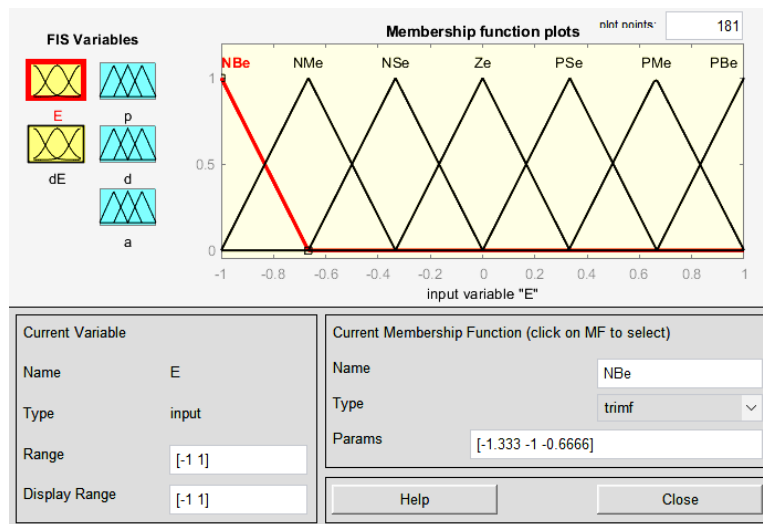 FIS Variables
E
p
dE
d
a
Membership function plots
plot points:
181
NBe NMe NSe Ze PSe PMe PBe
1
0.5
0
-1 -0.8 -0.6 -0.4 -0.2 0 0.2 0.4 0.6 0.8 1
input variable "E"
Current Variable
Name E
Type input
Range [-1 1]
Display Range [-1 1]
Current Membership Function (click on MF to select)
Name NBe
Type trimf
Params [-1.333 -1 -0.6666]
Help Close